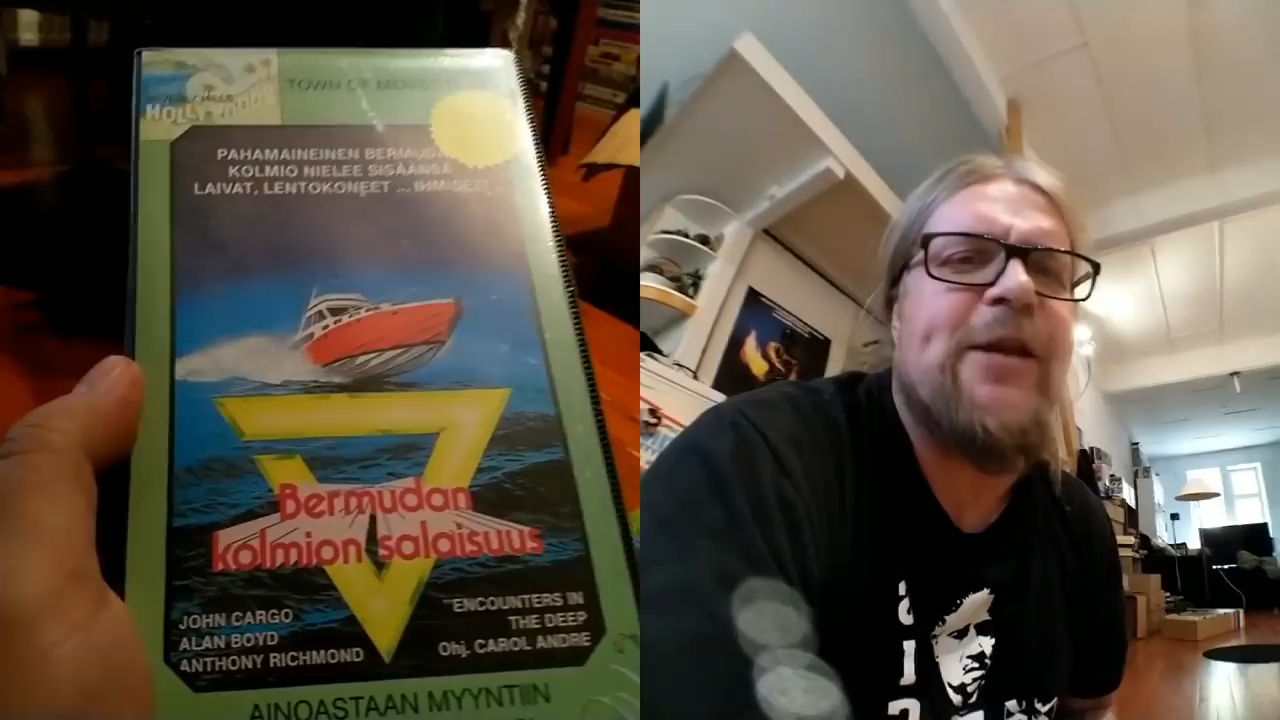 HOLLYWOOD
TOWN OF MOVIES
PAHAMAINEINEN BERMUDAN
KOLMIO NIELEE SISÄÄNSÄ
LAIVAT, LENTOKONEET ... IHMISET!
Bermudan
kolmion salaisuus
JOHN CARGO
ALAN BOYD
ANTHONY RICHMOND
"ENCOUNTERS IN
THE DEEP
Ohj. CAROL ANDRE
AINOASTAAN MYYNTIIN